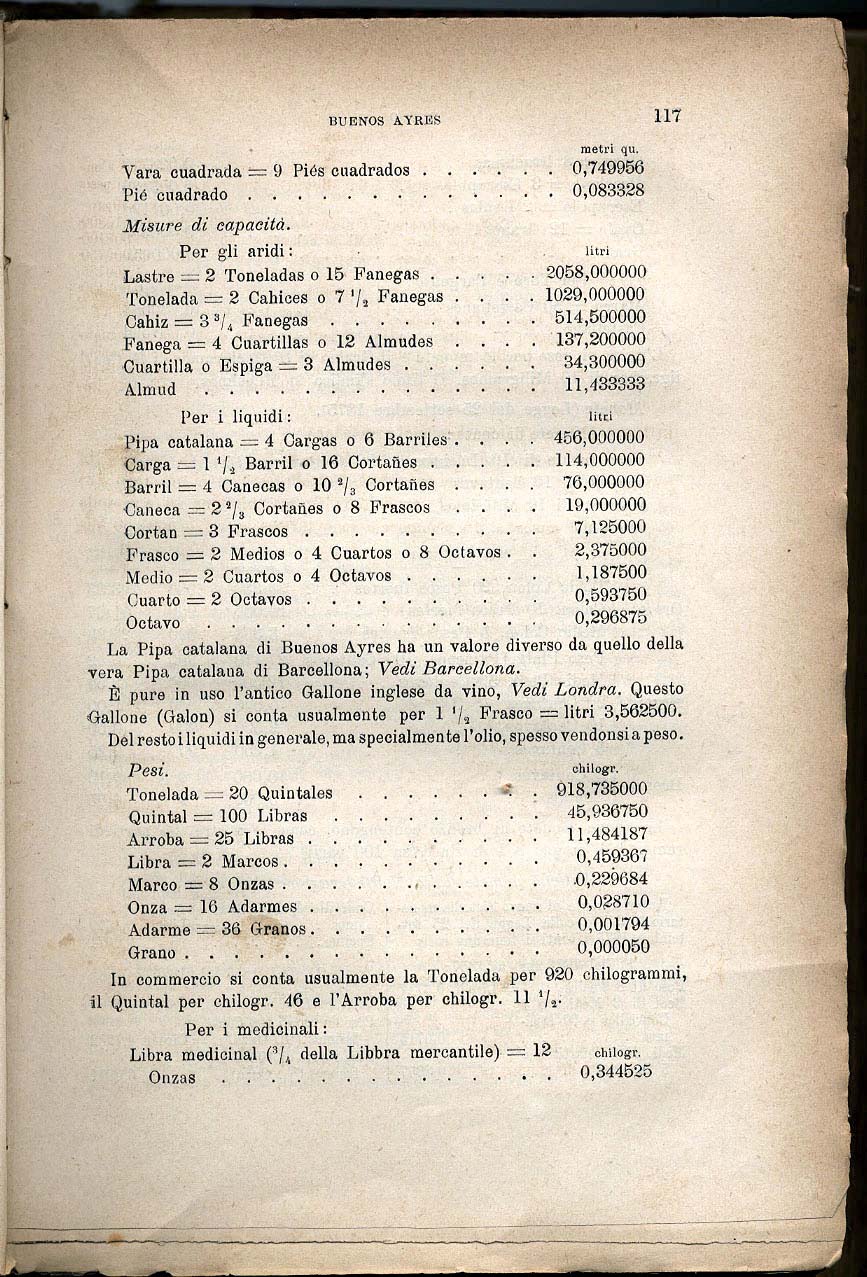 BUENOS AYRES 117
metri qu.
Vara cuadrada = 9 Piés cuadrados . . . . . . 0,749956
Pié cuadrado . . . . . . . . . . . . . 0,083328
Misure di capacità.
Per gli aridi: litri
Lastre = 2 Toneladas o 15 Fanegas . . . . . 2058,000000
Tonelada = 2 Cahices o 7 1/2 Fanegas . . . . 1029,000000
Cahiz = 3 3/4 Fanegas . . . . . . . . . 514,500000
Fanega = 4 Cuartillas o 12 Almudes . . . . 137,200000
Cuartilla o Espiga = 3 Almudes . . . . . . 34,300000
Almud . . . . . . . . . . . . . . . 11,433333
Per i liquidi: litri
Pipa catalana = 4 Cargas o 6 Barriles . . . . 456,000000
Carga = 1 1/2 Barril o 16 Cortañes . . . . . 114,000000
Barril = 4 Canecas o 10 2/3 Cortañes . . . . 76,000000
Caneca = 2 2/3 Cortañes o 8 Frascos . . . . 19,000000
Cortan = 3 Frascos . . . . . . . . . . 7,125000
Frasco = 2 Medios o 4 Cuartos o 8 Octavos . . 2,375000
Medio = 2 Cuartos o 4 Octavos . . . . . . 1,187500
Cuarto = 2 Octavos . . . . . . . . . . 0,593750
Octavo . . . . . . . . . . . . . . 0,296875
La Pipa catalana di Buenos Ayres ha un valore diverso da quello della
vera Pipa catalana di Barcellona; Vedi Barcellona.
È pure in uso l'antico Gallone inglese da vino, Vedi Londra. Questo
Gallone (Galon) si conta usualmente per 1 1/2 Frasco = litri 3,562500.
Del resto i liquidi in generale, ma specialmente l'olio, spesso vendonsi a peso.
Pesi. chilogr.
Tonelada = 20 Quintales . . . . . . . . 918,735000
Quintal = 100 Libras . . . . . . . . . 45,936750
Arroba = 25 Libras . . . . . . . . . . 11,484187
Libra = 2 Marcos . . . . . . . . . . . 0,459367
Marco = 8 Onzas . . . . . . . . . . . 0,229684
Onza = 16 Adarmes . . . . . . . . . . 0,028710
Adarme = 36 Granos . . . . . . . . . . 0,001794
Grano . . . . . . . . . . . . . . . 0,000050
In commercio si conta usualmente la Tonelada per 920 chilogrammi,
il Quintal per chilogr. 46 e l'Arroba per chilogr. 11 1/2.
Per i medicinali:
Libra medicinal (3/4 della Libbra mercantile) = 12 chilogr.
Onzas . . . . . . . . . . . . . . 0,344525